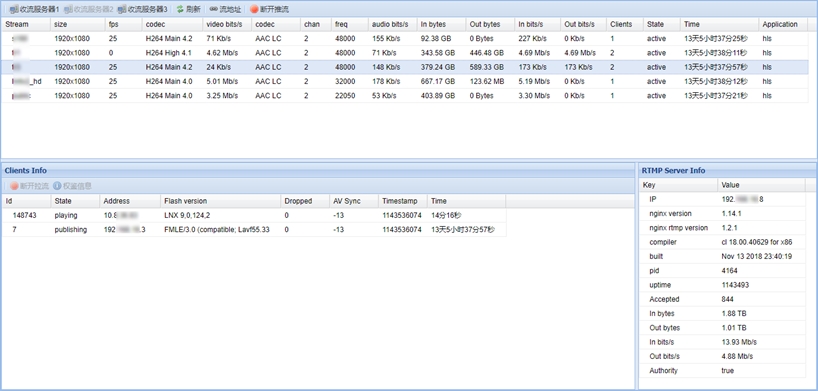 收流服务器1 收流服务器2 收流服务器3 刷新 流地址 断开推流
Stream size fps codec video bits/s codec chan freq audio bits/s In bytes Out bytes In bits/s Out bits/s Clients State Time Application
1920x1080 25 H264 Main 4.2 71 Kb/s AAC LC 2 48000 155 Kb/s 92.38 GB 0 Bytes 227 Kb/s 0 Kb/s 1 active 13天5小时37分25秒 hls
1920x1080 0 H264 High 4.1 4.62 Mb/s AAC LC 2 48000 71 Kb/s 343.58 GB 446.48 GB 4.69 Mb/s 4.69 Mb/s 2 active 13天5小时38分11秒 hls
1920x1080 25 H264 Main 4.2 24 Kb/s AAC LC 2 48000 148 Kb/s 379.24 GB 589.33 GB 173 Kb/s 173 Kb/s 2 active 13天5小时37分57秒 hls
_hd 1920x1080 25 H264 Main 4.0 5.01 Mb/s AAC LC 2 32000 178 Kb/s 667.17 GB 123.62 MB 5.19 Mb/s 0 Kb/s 1 active 13天5小时38分12秒 hls
1920x1080 25 H264 Main 4.0 3.25 Mb/s AAC LC 2 22050 53 Kb/s 403.89 GB 0 Bytes 3.30 Mb/s 0 Kb/s 1 active 13天5小时37分21秒 hls
Clients Info
断开拉流 权鉴信息
Id State Address Flash version Dropped AV Sync Timestamp Time
148743 playing 10.8 LNX 9,0,124,2 0 -13 1143536074 14分16秒
7 publishing 192 .3 FMLE/3.0 (compatible; Lavf55.33 0 -13 1143536074 13天5小时37分57秒
RTMP Server Info
Key Value
IP 192. 8
nginx version 1.14.1
nginx rtmp version 1.2.1
compiler cl 18.00.40629 for x86
built Nov 13 2018 23:40:19
pid 4164
uptime 1143493
Accepted 844
In bytes 1.88 TB
Out bytes 1.01 TB
In bits/s 13.93 Mb/s
Out bits/s 4.88 Mb/s
Authority true